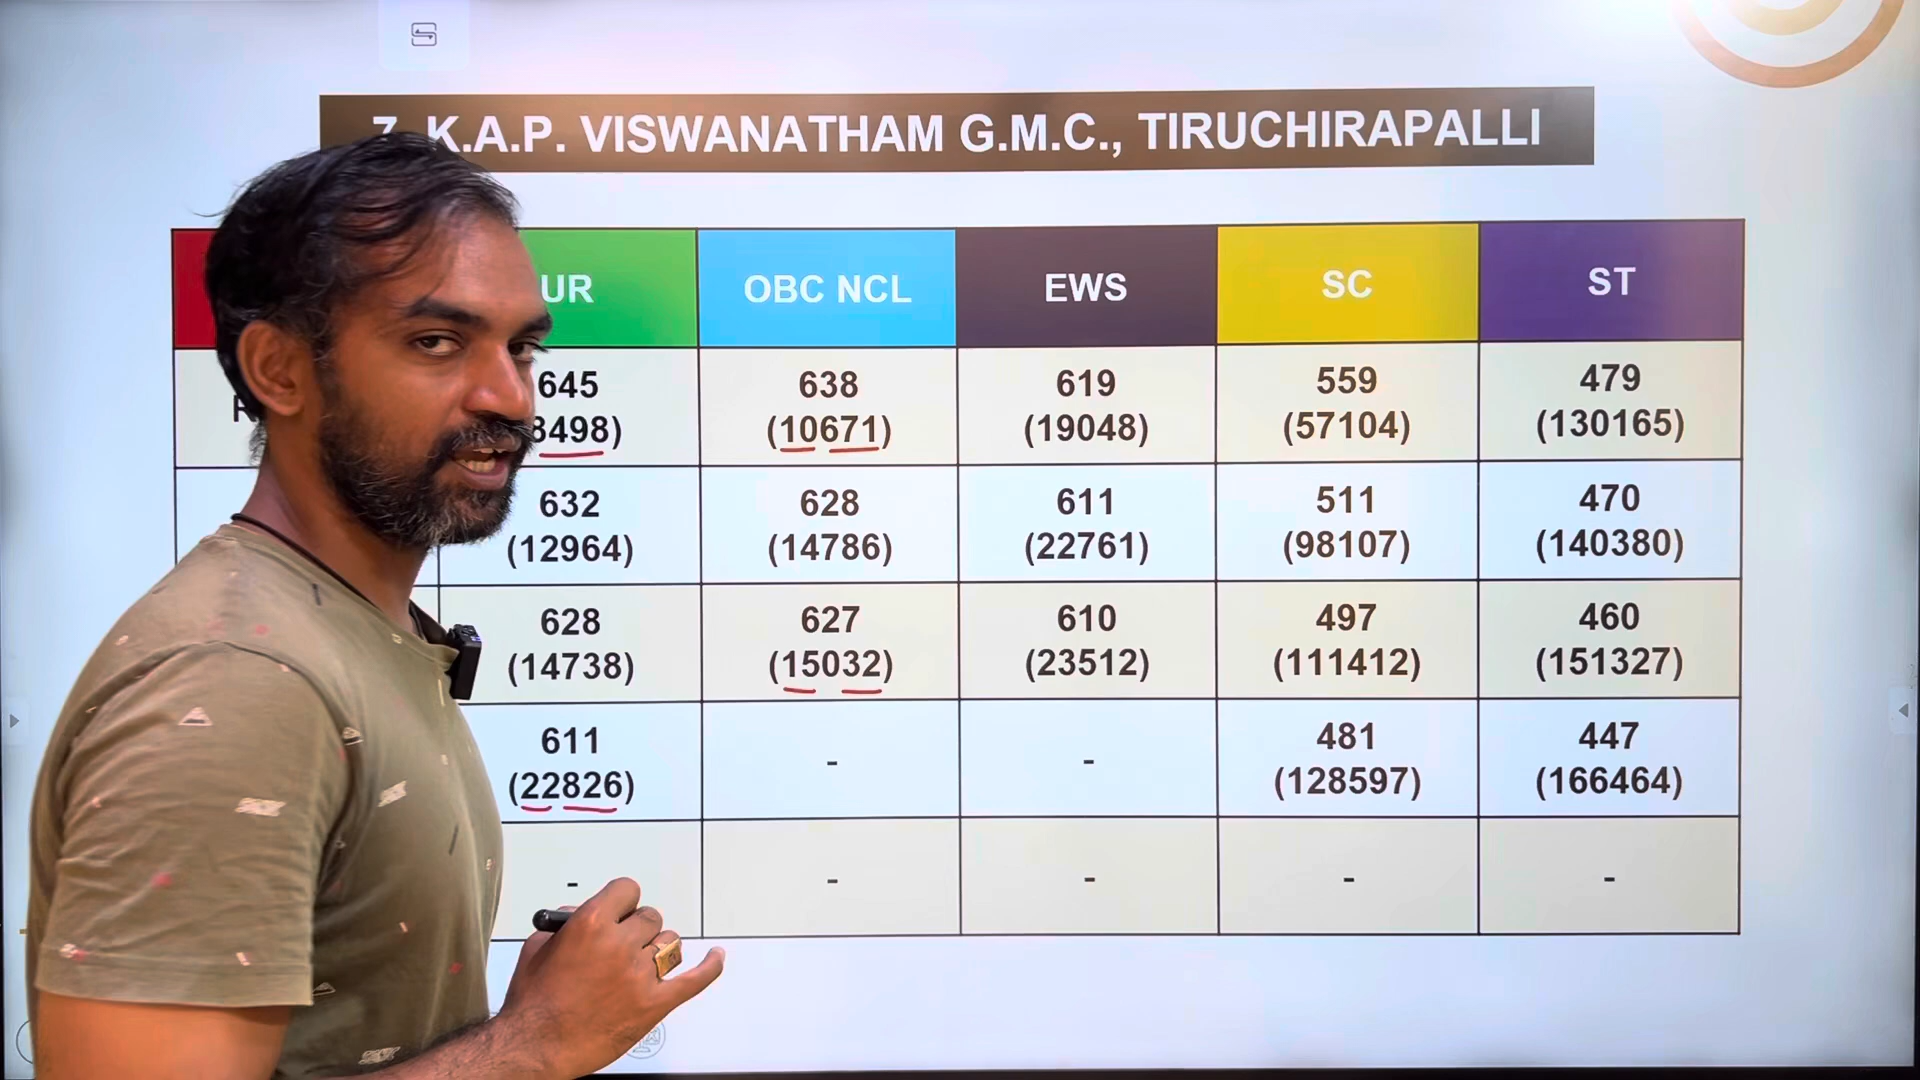 7. K.A.P. VISWANATHAM G.M.C., TIRUCHIRAPALLI
UR OBC NCL EWS SC ST
645 638 619 559 479
8498) (10671) (19048) (57104) (130165)
632 628 611 511 470
(12964) (14786) (22761) (98107) (140380)
628 627 610 497 460
(14738) (15032) (23512) (111412) (151327)
611 - - 481 447
(22826) (128597) (166464)
- - - - -